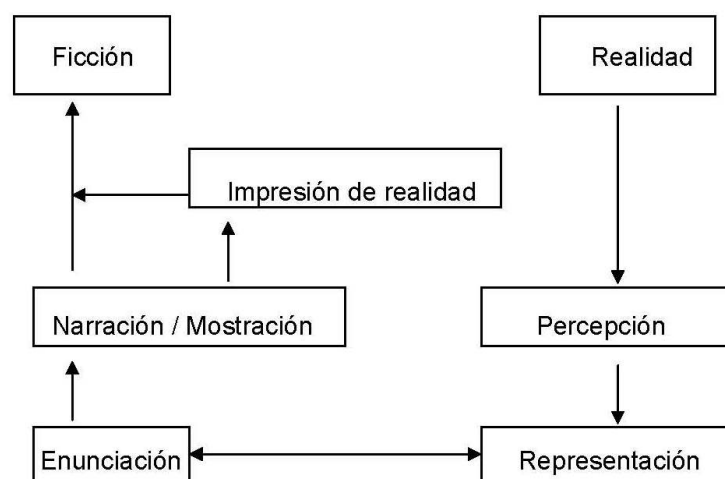 Ficción
Realidad
Impresión de realidad
Narración / Mostración
Percepción
Enunciación
Representación